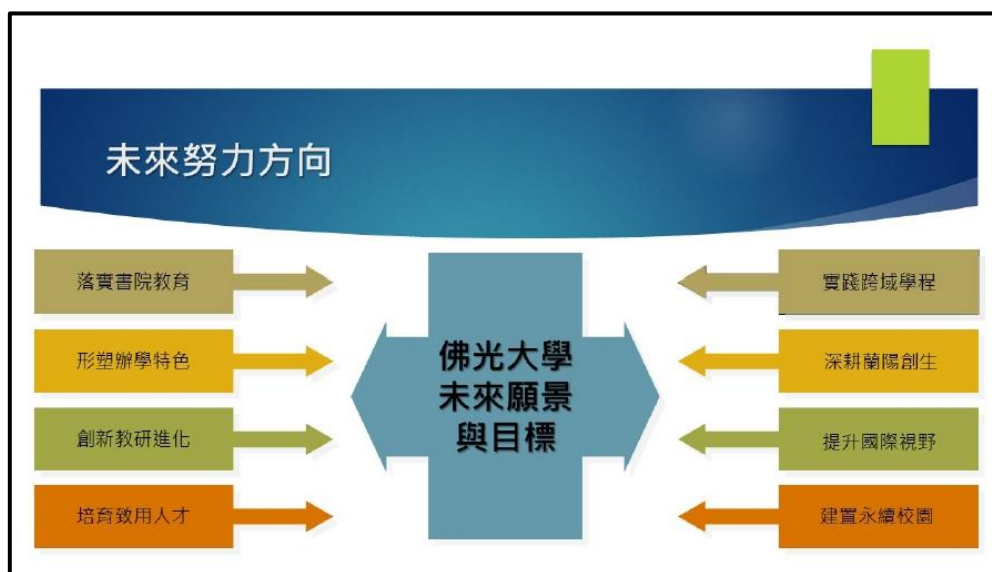 未來努力方向
落實書院教育
形塑辦學特色
創新教研進化
培育致用人才
佛光大學
未來願景
與目標
實踐跨域學程
深耕蘭陽創生
提升國際視野
建置永續校園